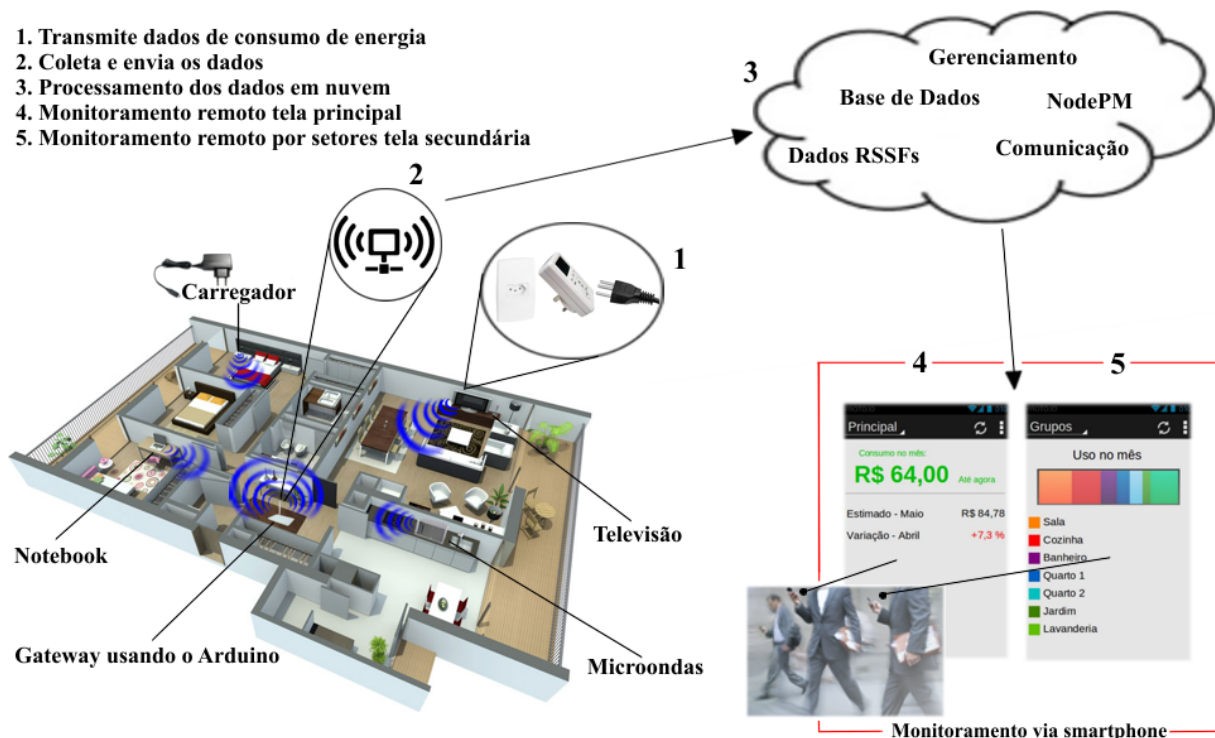 1. Transmite dados de consumo de energia
2. Coleta e envia os dados
3. Processamento dos dados em nuvem
4. Monitoramento remoto tela principal
5. Monitoramento remoto por setores tela secundária
3
Gerenciamento
Base de Dados
NodePM
Dados RSSFs
Comunicação
2
1
Carregador
Notebook
Televisão
Gateway usando o Arduino
Microondas
4
5
Principal
Consumo no mês:
R$ 64,00 Até agora
Estimado - Maio R$ 84,78
Variação - Abril +7,3 %
Grupos
Uso no mês
Sala
Cozinha
Banheiro
Quarto 1
Quarto 2
Jardim
Lavanderia
Monitoramento via smartphone